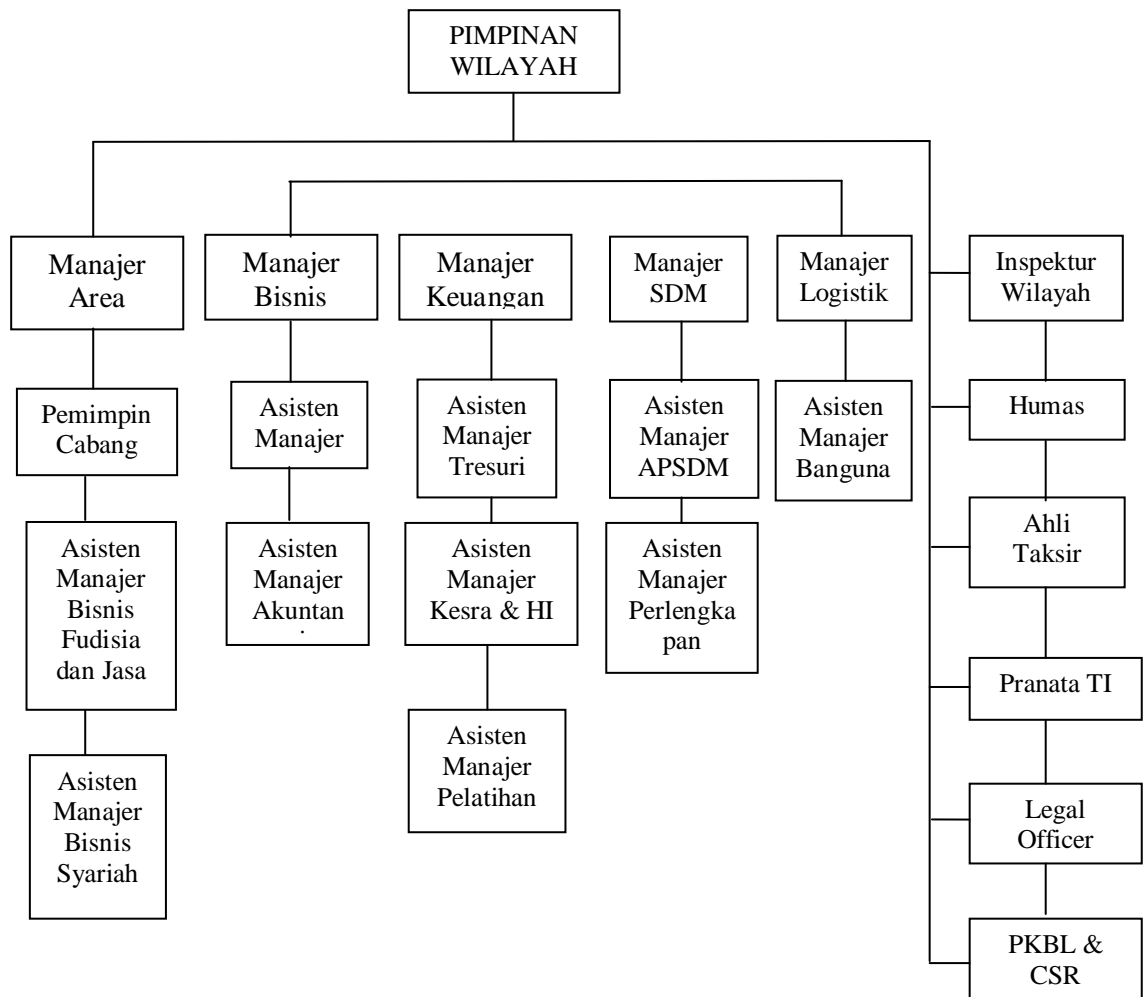 PIMPINAN
WILAYAH
Manajer
Area
Manajer
Bisnis
Manajer
Keuangan
Manajer
SDM
Manajer
Logistik
Inspektur
Wilayah
Pemimpin
Cabang
Asisten
Manajer
Asisten
Manajer
Tresuri
Asisten
Manajer
APSDM
Asisten
Manajer
Banguna
Humas
Asisten
Manajer
Bisnis
Fudisia
dan Jasa
Asisten
Manajer
Akuntan
Asisten
Manajer
Kesra & HI
Asisten
Manajer
Perlengka
pan
Ahli
Taksir
Pranata TI
Asisten
Manajer
Pelatihan
Asisten
Manajer
Bisnis
Syariah
Legal
Officer
PKBL &
CSR